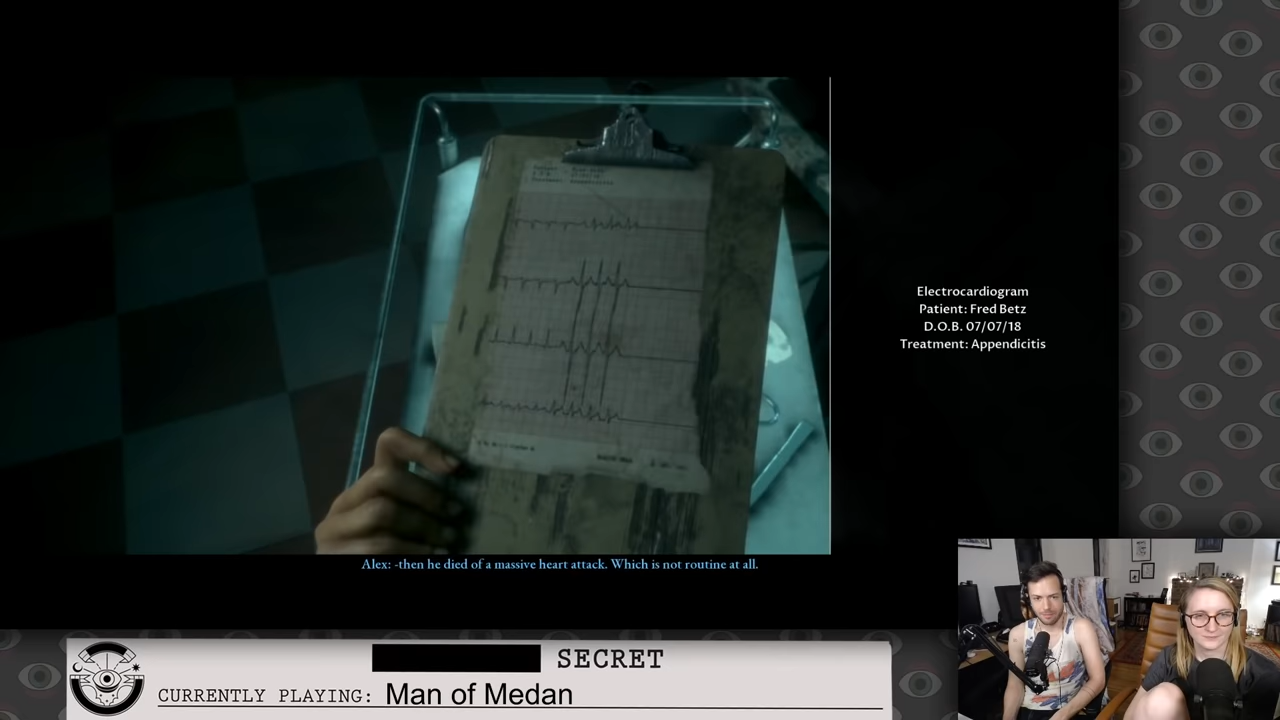 Electrocardiogram
Patient: Fred Betz
D.O.B. 07/07/18
Treatment: Appendicitis
Alex: -then he died of a massive heart attack. Which is not routine at all.
SECRET
CURRENTLY PLAYING: Man of Medan